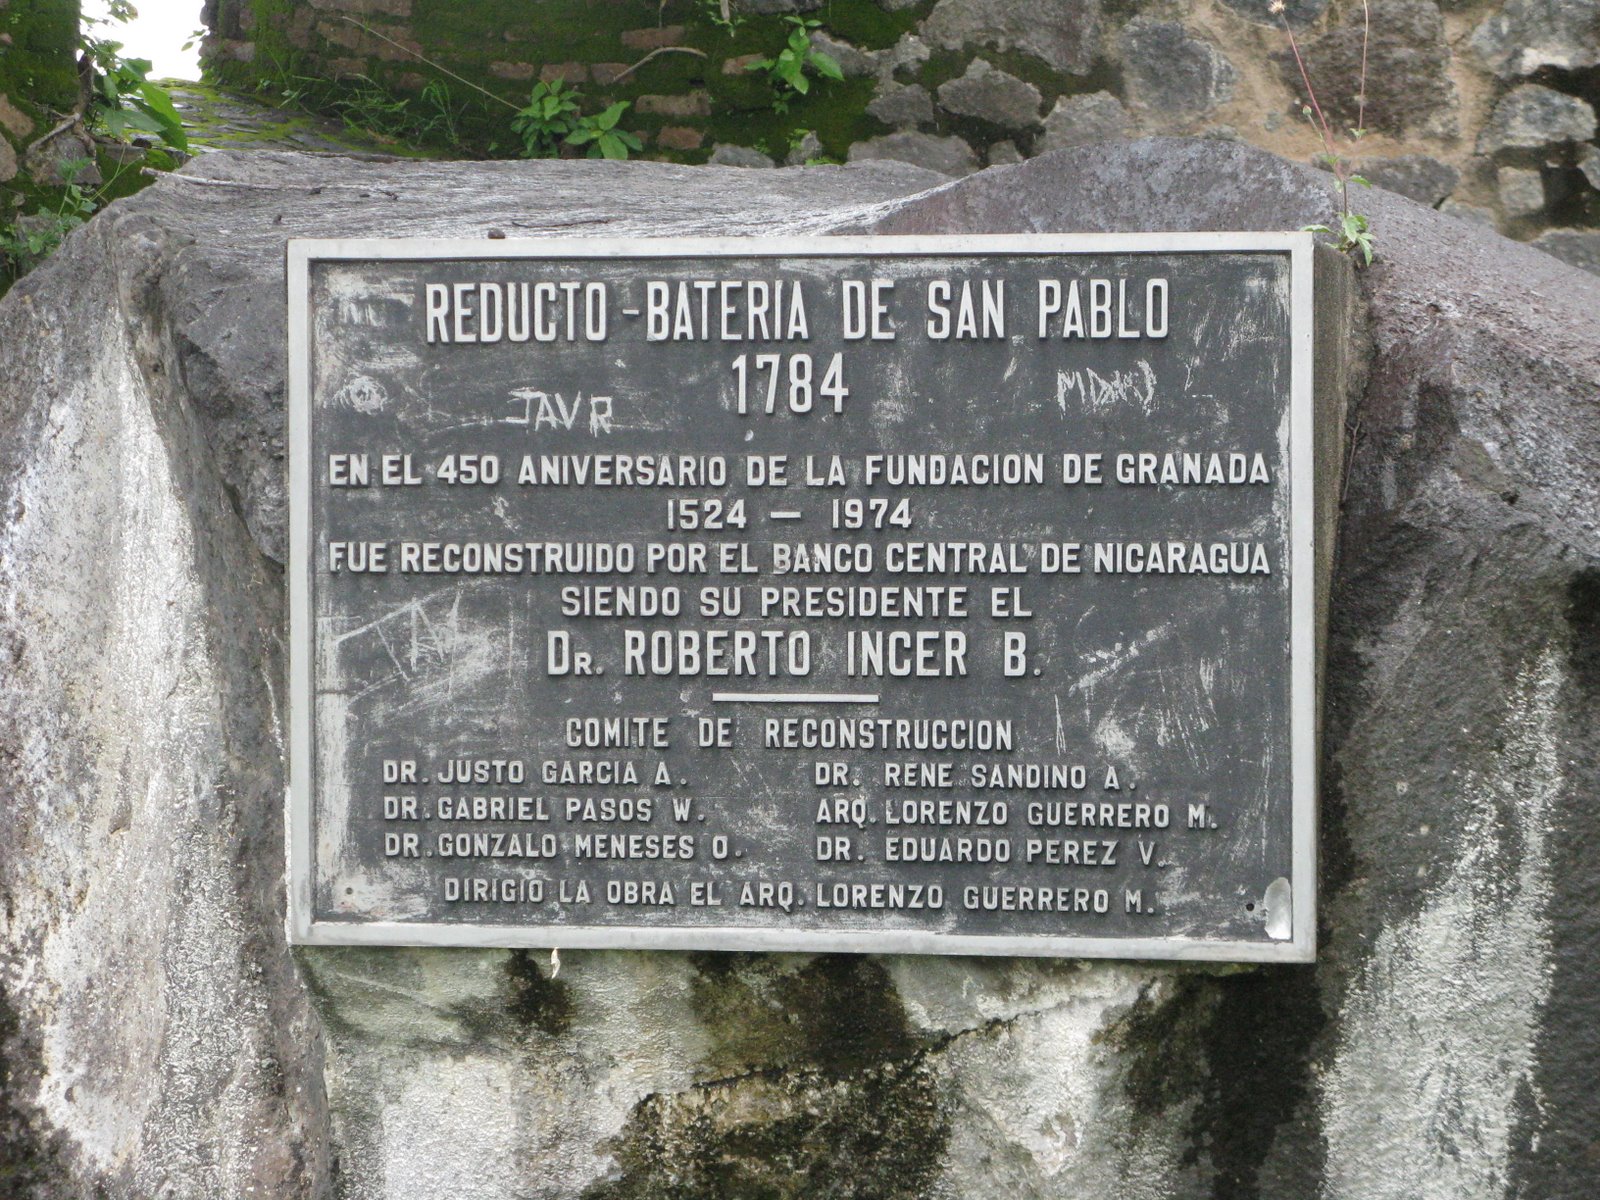 REDUCTO - BATERIA DE SAN PABLO
1784
JAVR
EN EL 450 ANIVERSARIO DE LA FUNDACION DE GRANADA
1524 — 1974
FUE RECONSTRUIDO POR EL BANCO CENTRAL DE NICARAGUA
SIENDO SU PRESIDENTE EL
DR. ROBERTO INCER B.
COMITE DE RECONSTRUCCION
DR. JUSTO GARCIA A. DR. RENE SANDINO A.
DR. GABRIEL PASOS W. ARQ. LORENZO GUERRERO M.
DR. GONZALO MENESES O. DR. EDUARDO PEREZ V.
DIRIGIO LA OBRA EL ARQ. LORENZO GUERRERO M.